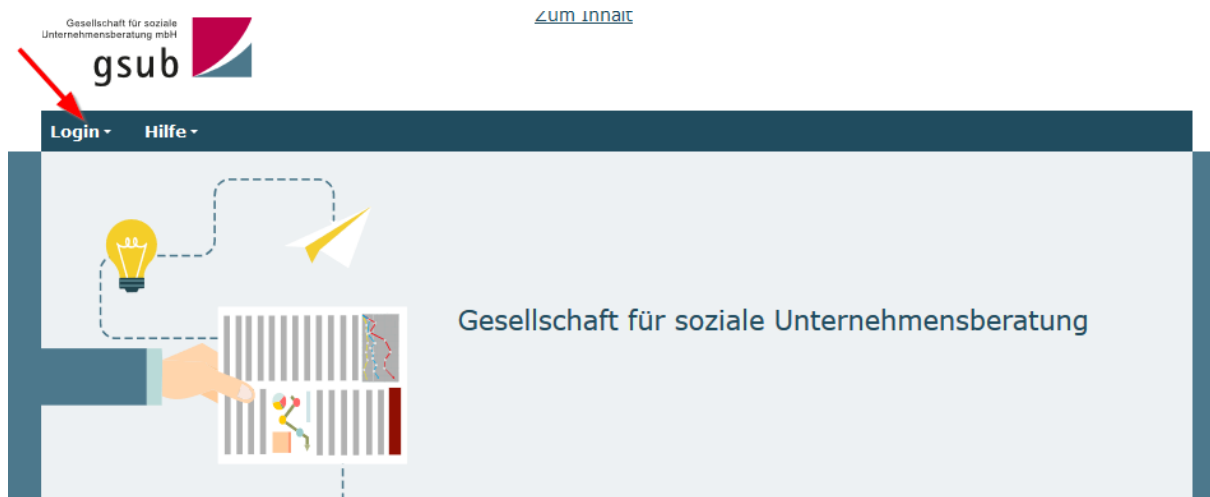 Zum Inhalt
Gesellschaft für soziale
Unternehmensberatung mbH
gsub
Login
Hilfe
Gesellschaft für soziale Unternehmensberatung